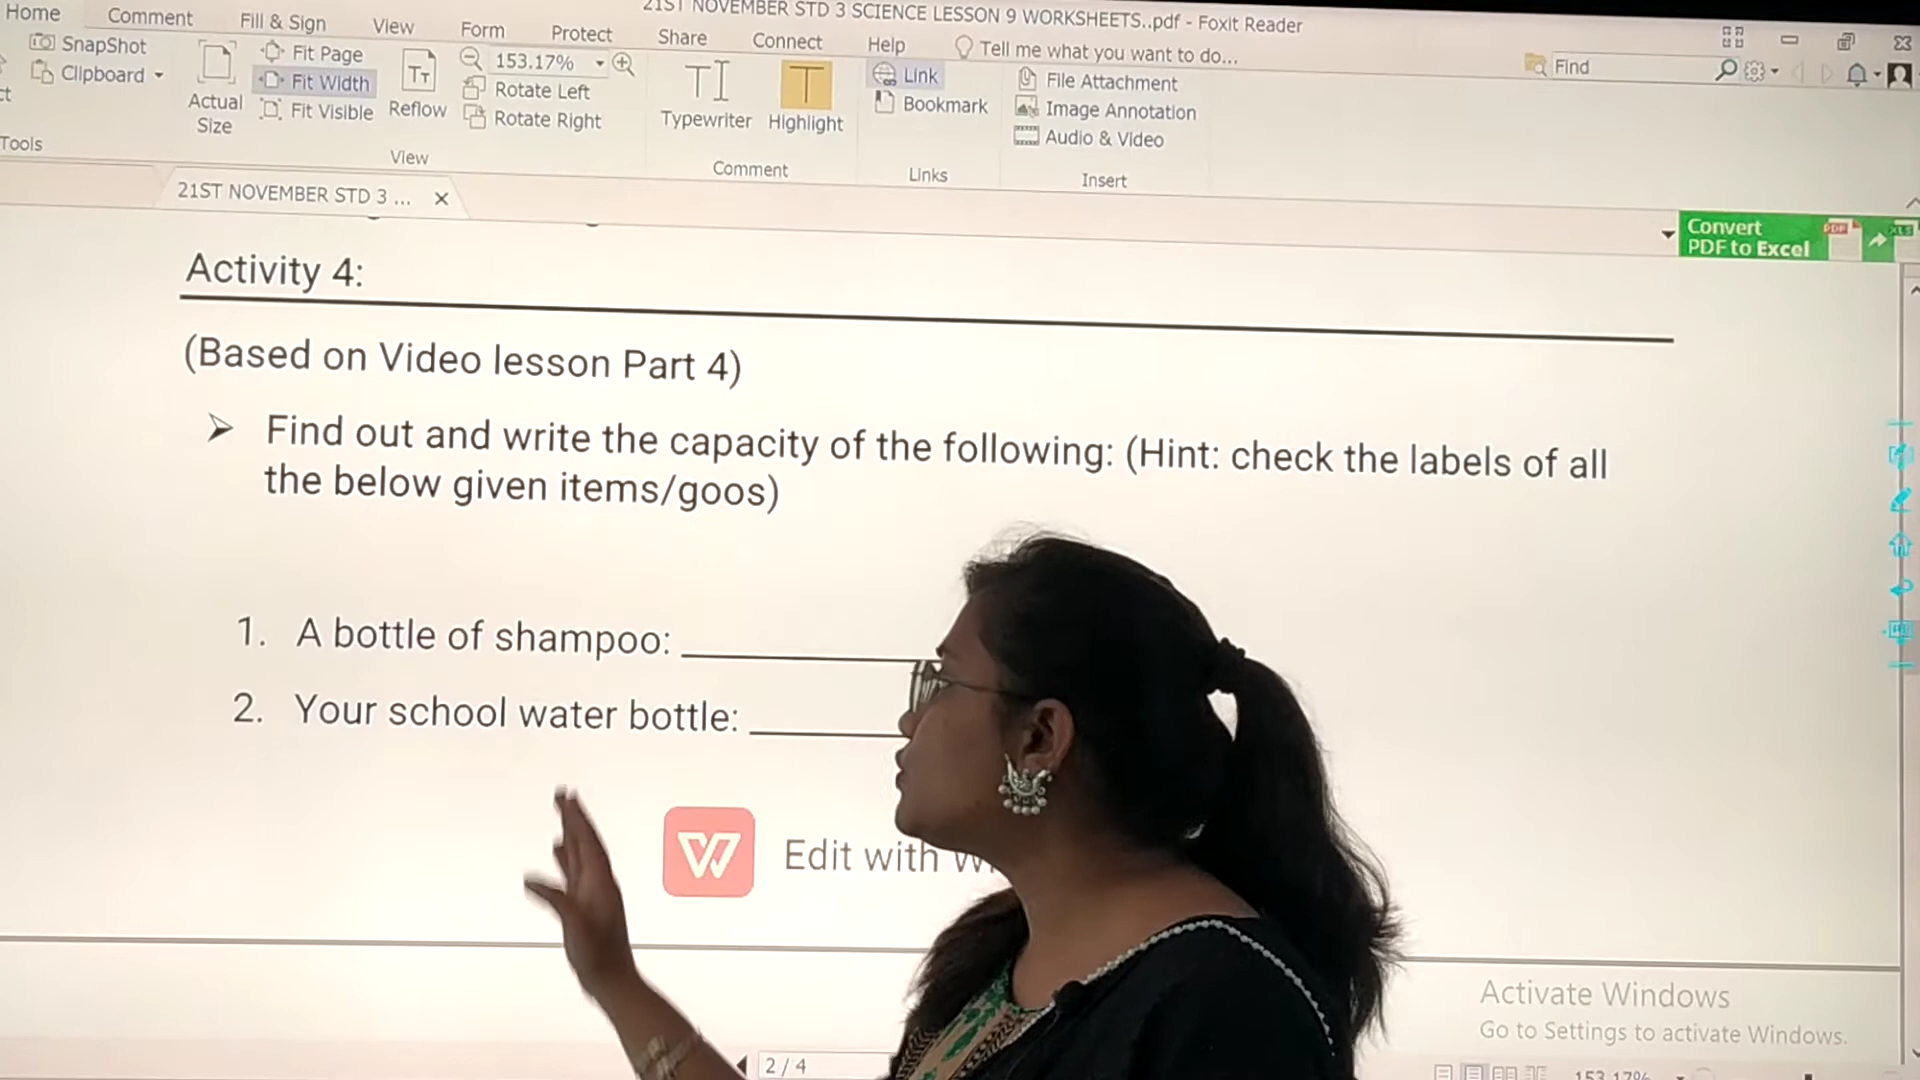 21ST NOVEMBER STD 3 SCIENCE LESSON 9 WORKSHEETS..pdf - Foxit Reader
Home Comment Fill & Sign View Form Protect Share Connect Help Tell me what you want to do...
Find
SnapShot
Clipboard
Tools
Actual Size
Fit Page
Fit Width
Fit Visible
Reflow
153.17%
Rotate Left
Rotate Right
View
Typewriter
Highlight
Comment
Link
Bookmark
Links
File Attachment
Image Annotation
Audio & Video
Insert
21ST NOVEMBER STD 3 ...
Convert
PDF to Excel
Activity 4:
(Based on Video lesson Part 4)
Find out and write the capacity of the following: (Hint: check the labels of all
the below given items/goos)
1. A bottle of shampoo:
2. Your school water bottle:
Edit with
Activate Windows
Go to Settings to activate Windows.
2 / 4
153.17%